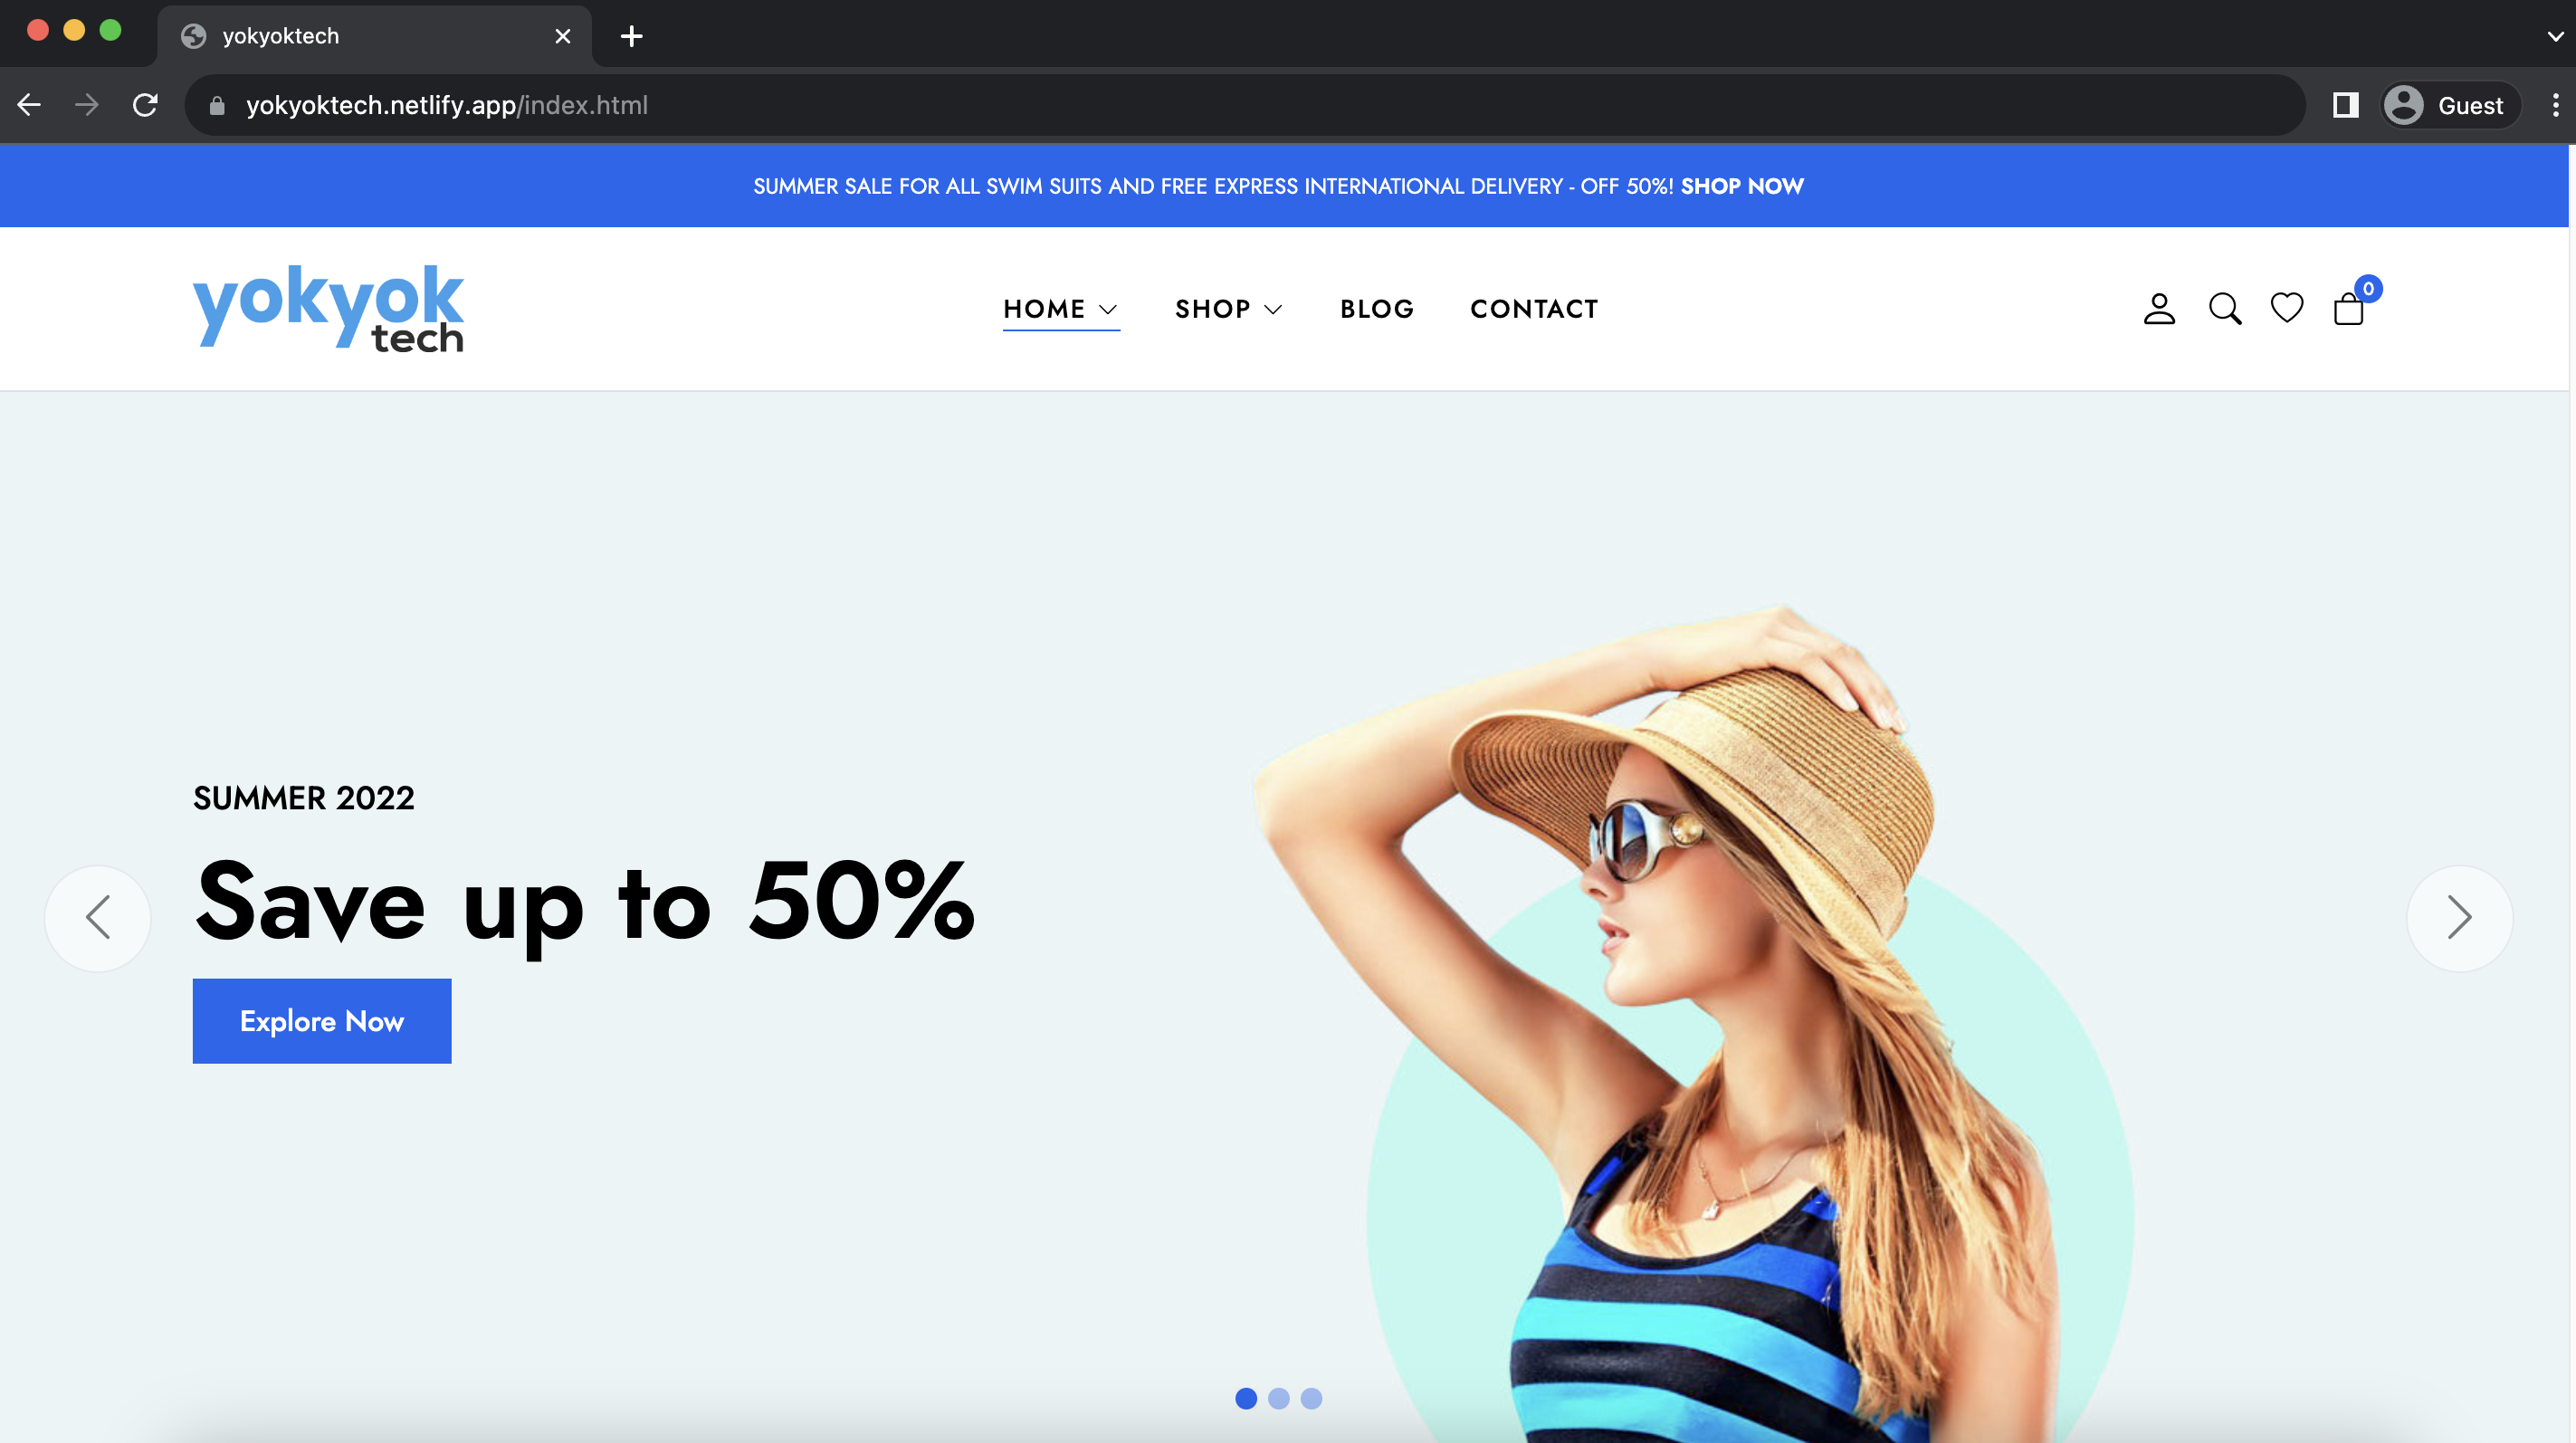 yokyoktech
yokyoktech.netlify.app/index.html
Guest
SUMMER SALE FOR ALL SWIM SUITS AND FREE EXPRESS INTERNATIONAL DELIVERY - OFF 50%! SHOP NOW
yokyok
tech
HOME SHOP BLOG CONTACT
0
SUMMER 2022
Save up to 50%
Explore Now